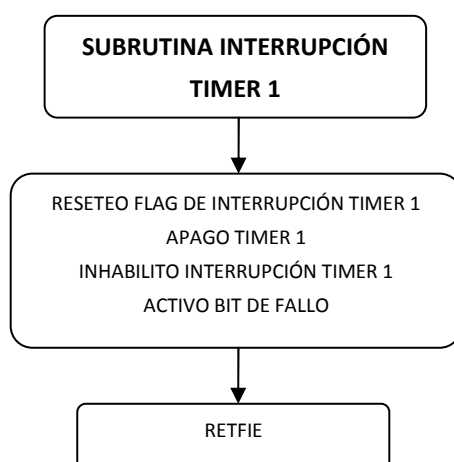 SUBRUTINA INTERRUPCIÓN
TIMER 1
RESETEO FLAG DE INTERRUPCIÓN TIMER 1
APAGO TIMER 1
INHABILITO INTERRUPCIÓN TIMER 1
ACTIVO BIT DE FALLO
RETFIE